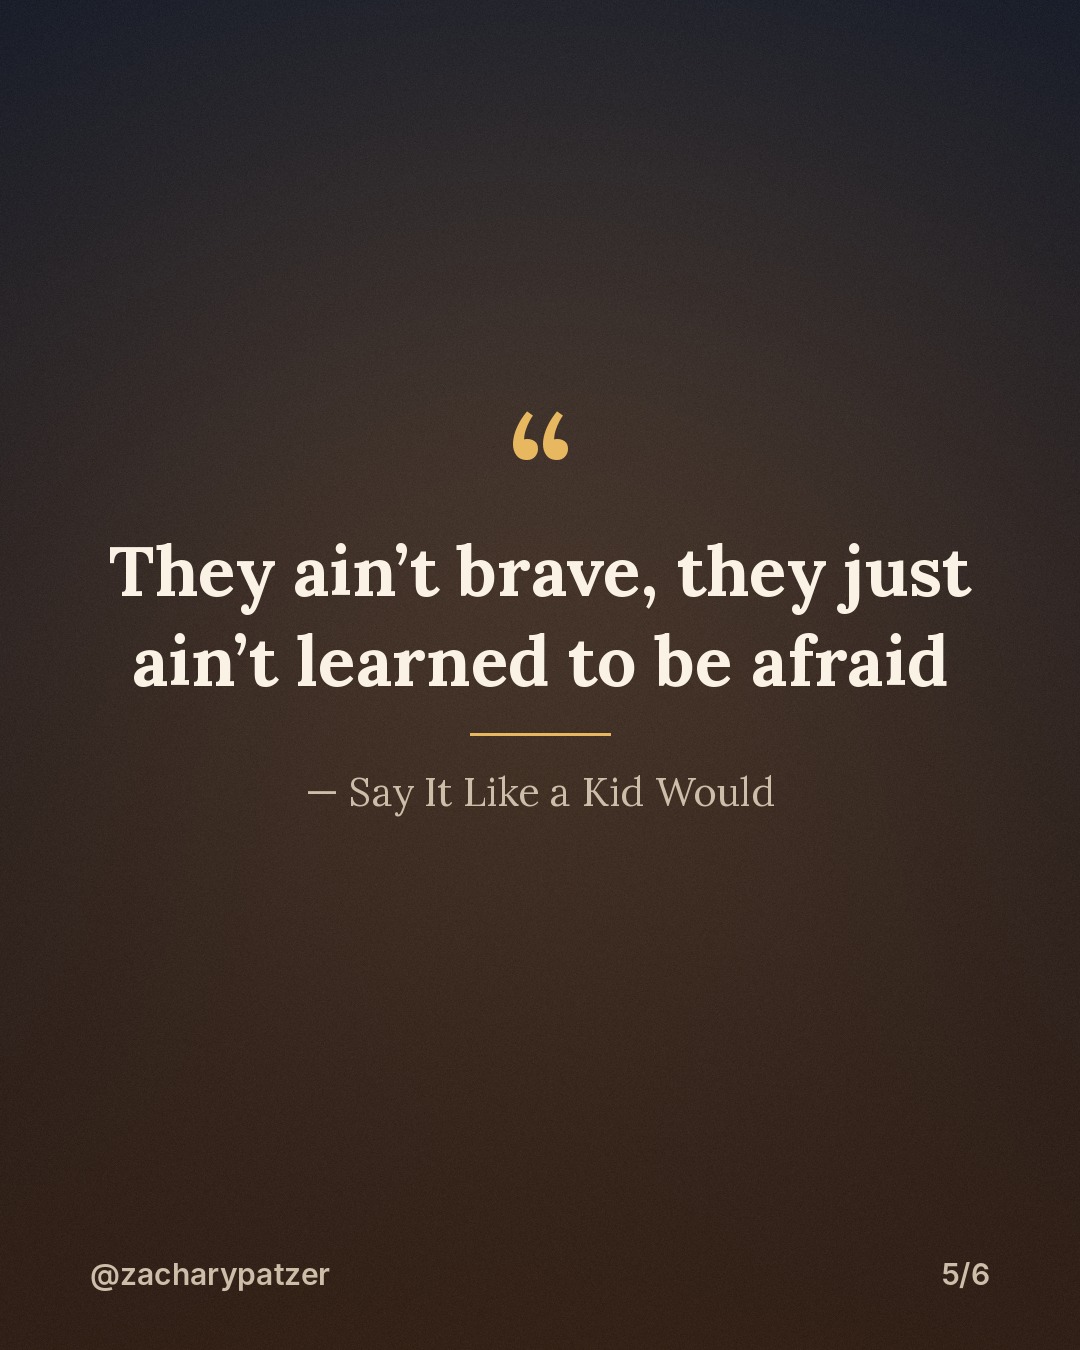 “
They ain’t brave, they just
ain’t learned to be afraid
— Say It Like a Kid Would
@zacharypatzer
5/6